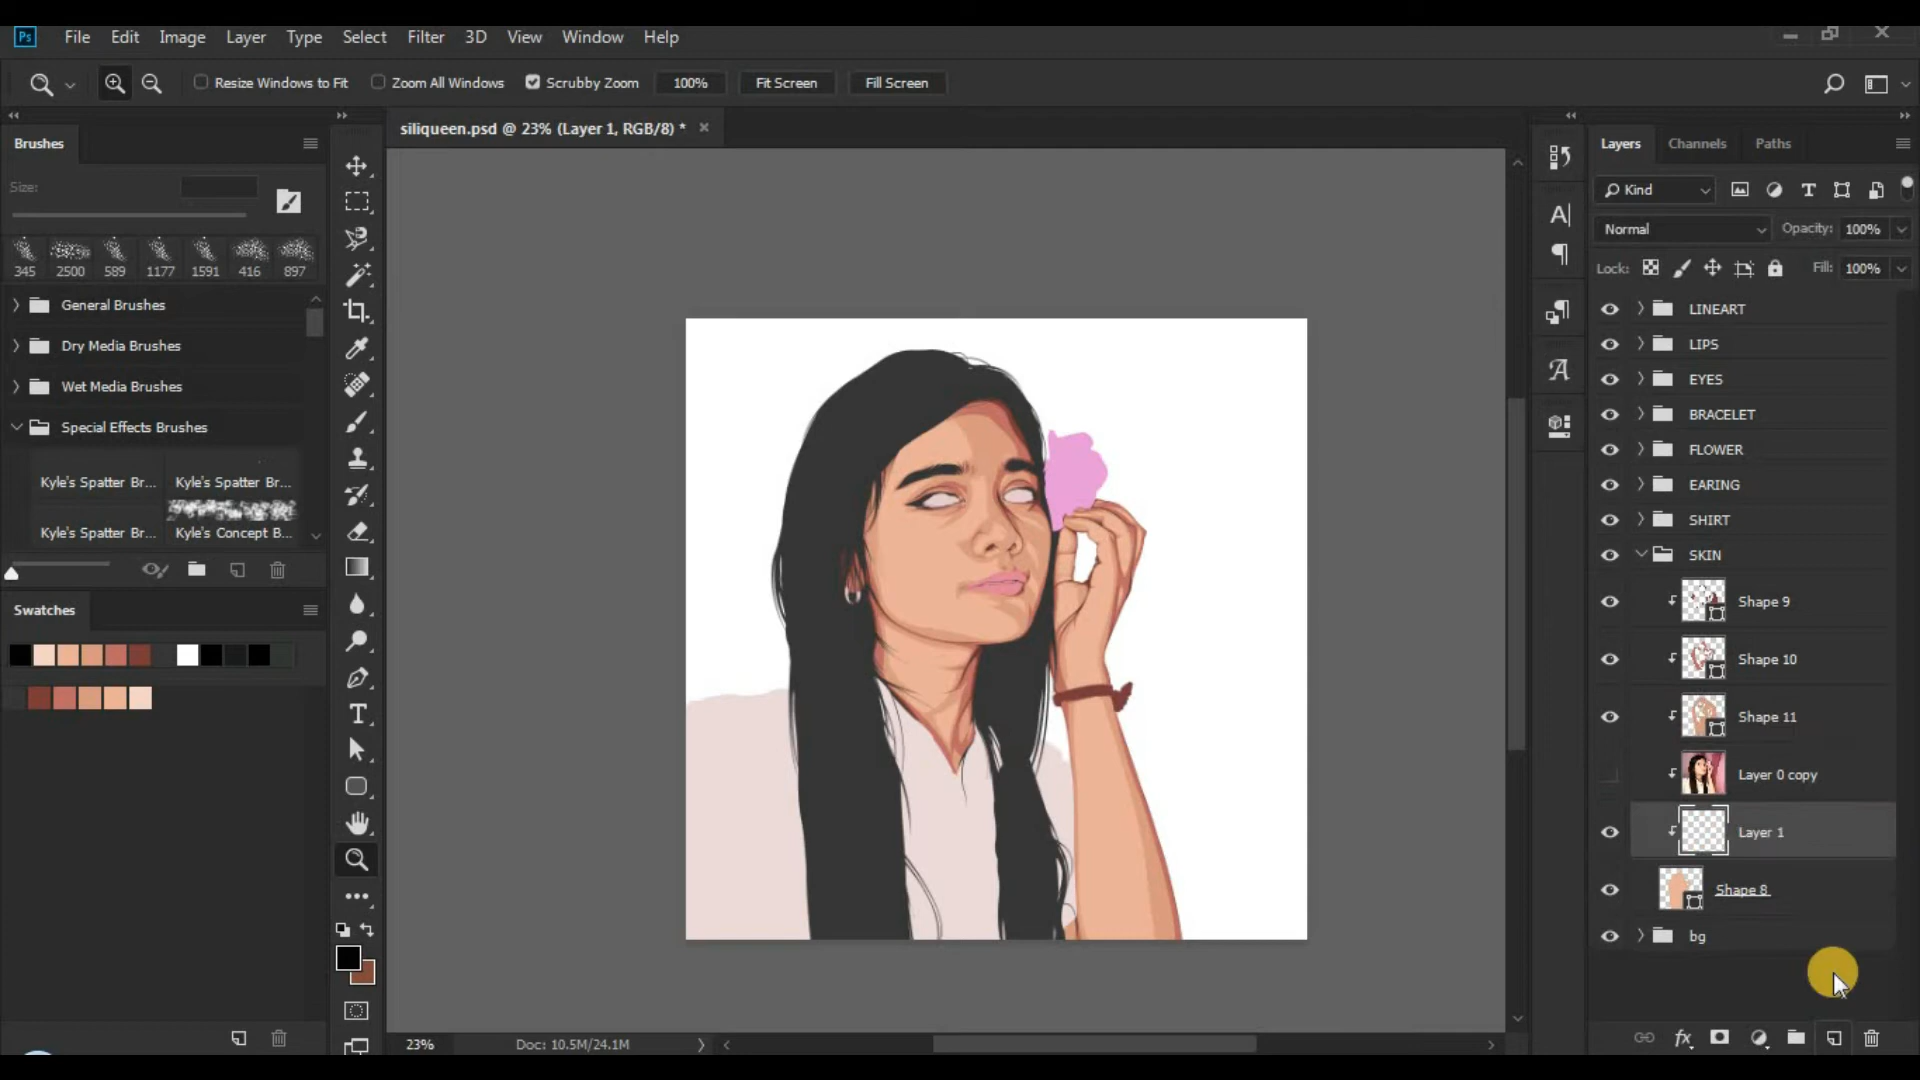 Ps File Edit Image Layer Type Select Filter 3D View Window Help
Resize Windows to Fit Zoom All Windows Scrubby Zoom 100% Fit Screen Fill Screen
siliqueen.psd @ 23% (Layer 1, RGB/8) *
Brushes
Size:
345 2500 589 1177 1591 416 897
General Brushes
Dry Media Brushes
Wet Media Brushes
Special Effects Brushes
Kyle's Spatter Br... Kyle's Spatter Br...
Kyle's Spatter Br... Kyle's Concept B...
Swatches
Layers Channels Paths
Kind
Normal Opacity: 100%
Lock: Fill: 100%
LINEART
LIPS
EYES
BRACELET
FLOWER
EARING
SHIRT
SKIN
Shape 9
Shape 10
Shape 11
Layer 0 copy
Layer 1
Shape 8
bg
23% Doc: 10.5M/24.1M